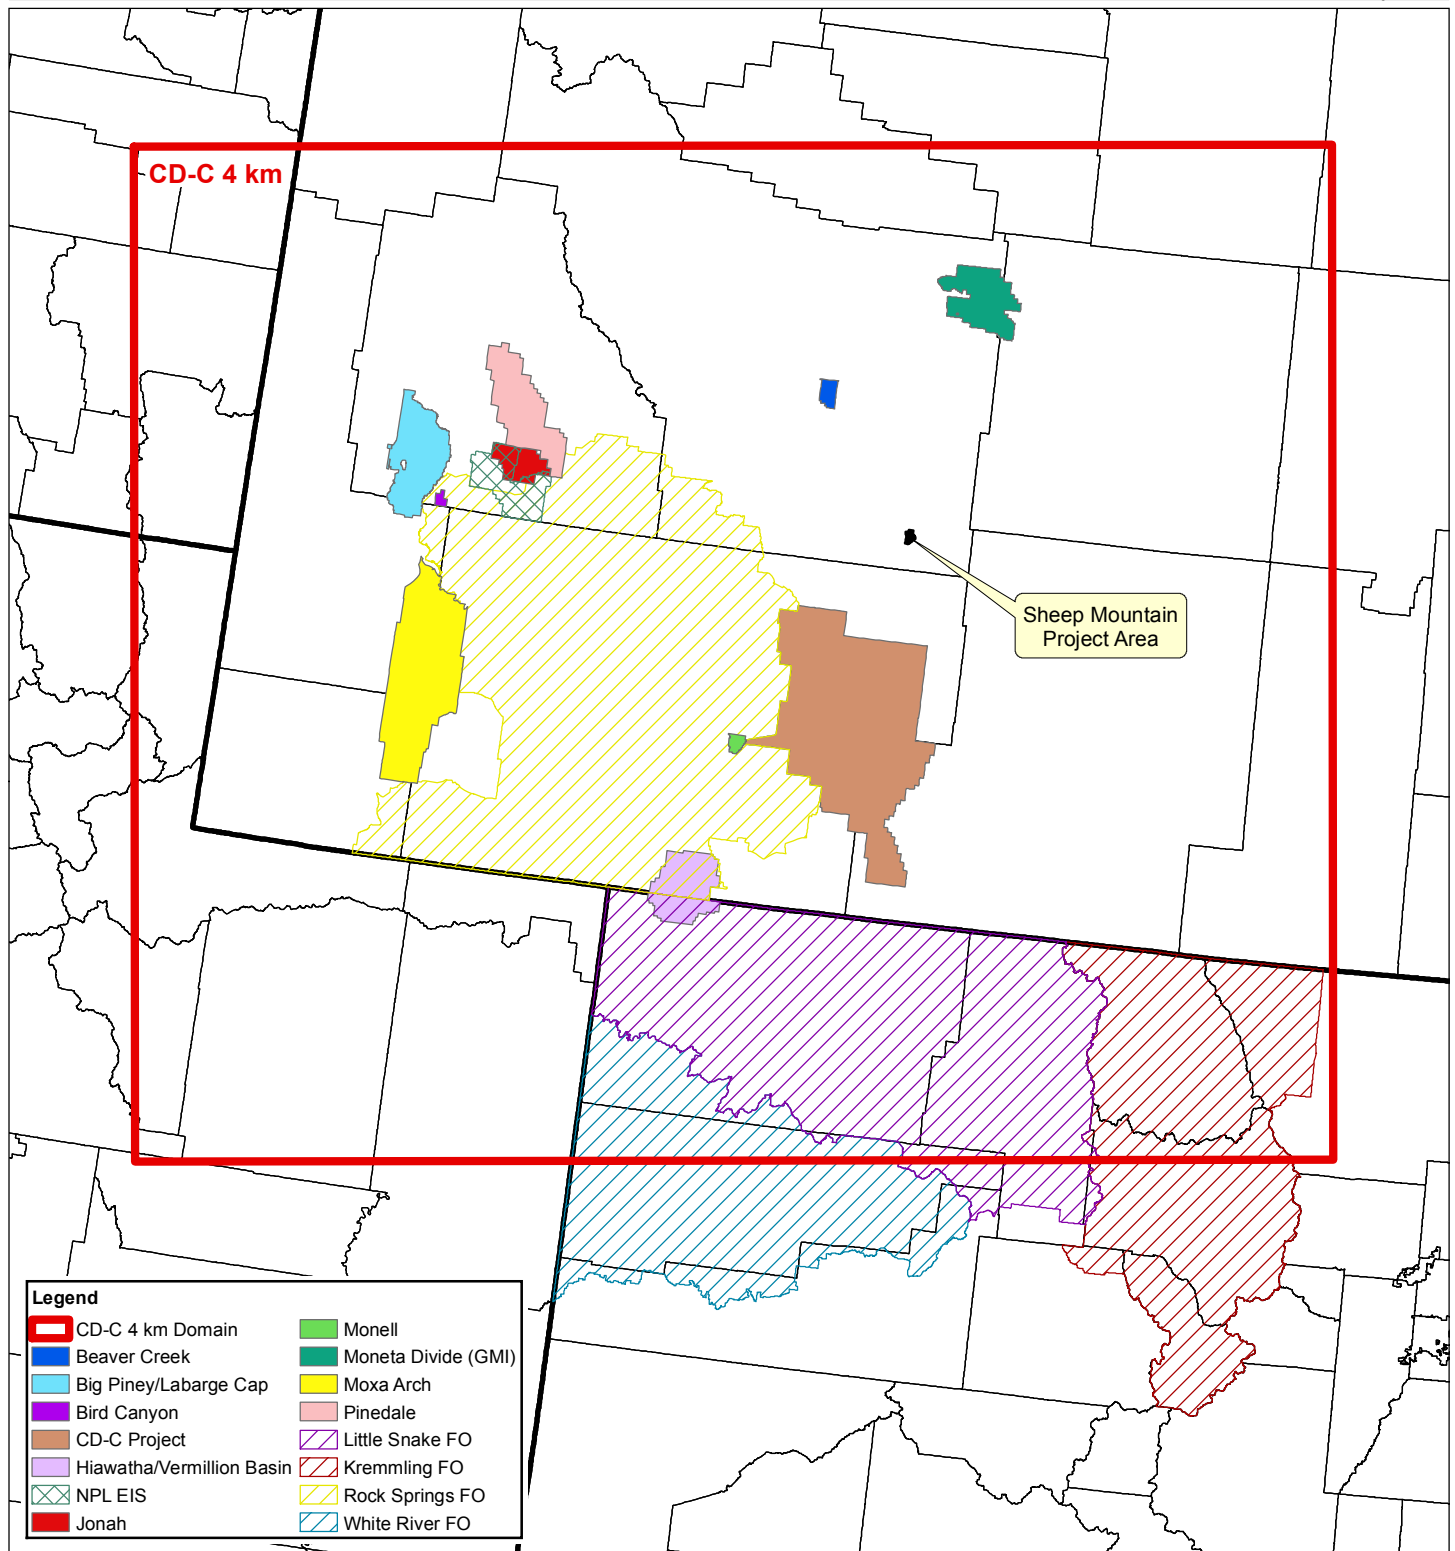 CD-C 4 km
Sheep Mountain
Project Area
Legend
CD-C 4 km Domain
Beaver Creek
Big Piney/Labarge Cap
Bird Canyon
CD-C Project
Hiawatha/Vermillion Basin
NPL EIS
Jonah
Monell
Moneta Divide (GMI)
Moxa Arch
Pinedale
Little Snake FO
Kremmling FO
Rock Springs FO
White River FO